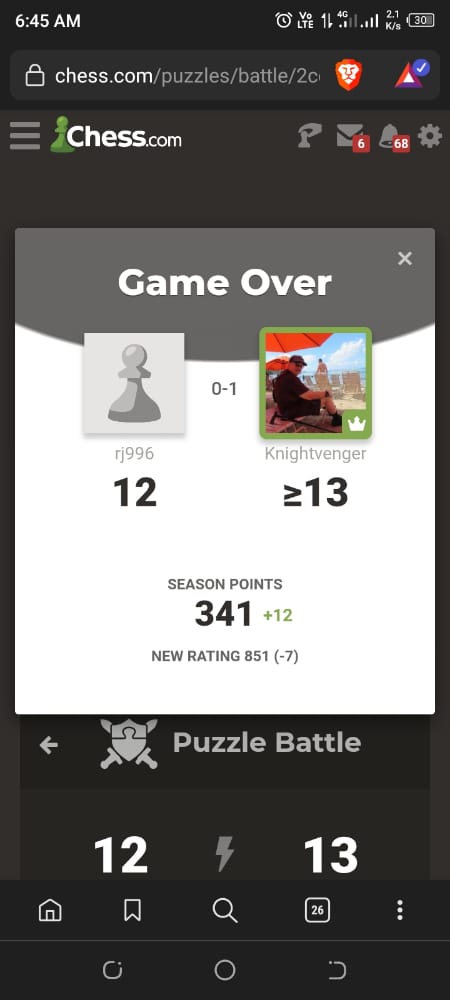 6:45 AM
Vo
LTE
4G
2.1
K/s
30
chess.com/puzzles/battle/2c
Chess.com
6
68
Game Over
0-1
rj996
Knightvenger
12
≥13
SEASON POINTS
341 +12
NEW RATING 851 (-7)
Puzzle Battle
12
13
26